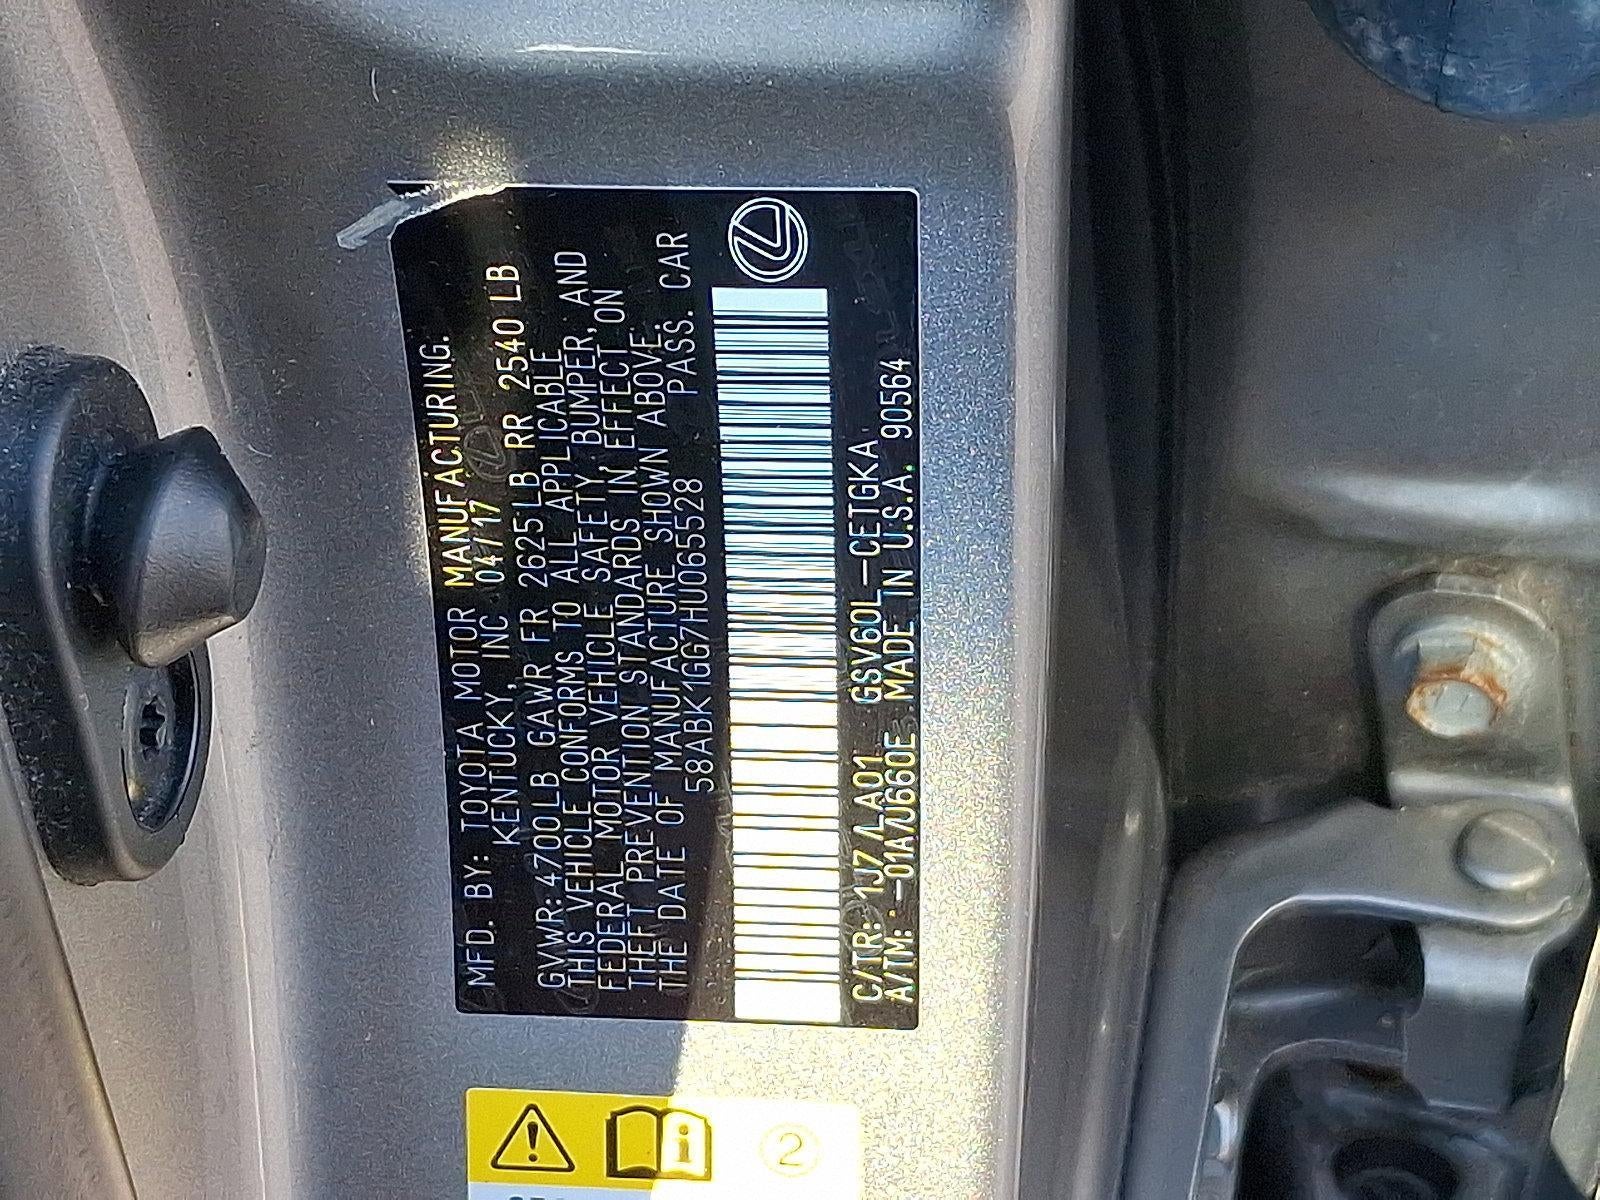 MFD. BY: TOYOTA MOTOR MANUFACTURING.
KENTUCKY, INC 04/17
GVWR: 4700LB GAWR FR 2625LB RR 2540 LB
THIS VEHICLE CONFORMS TO ALL APPLICABLE
FEDERAL MOTOR VEHICLE SAFETY BUMPER, AND
THEFT PREVENTION STANDARDS IN EFFECT ON
THE DATE OF MANUFACTURE SHOWN ABOVE.
58ABK1GG7HU065528 PASS. CAR
C/TR: 1J7/LA01 GSV60L-CETGKA
A/TM: -01A/U660E MADE IN U.S.A. 90564
2